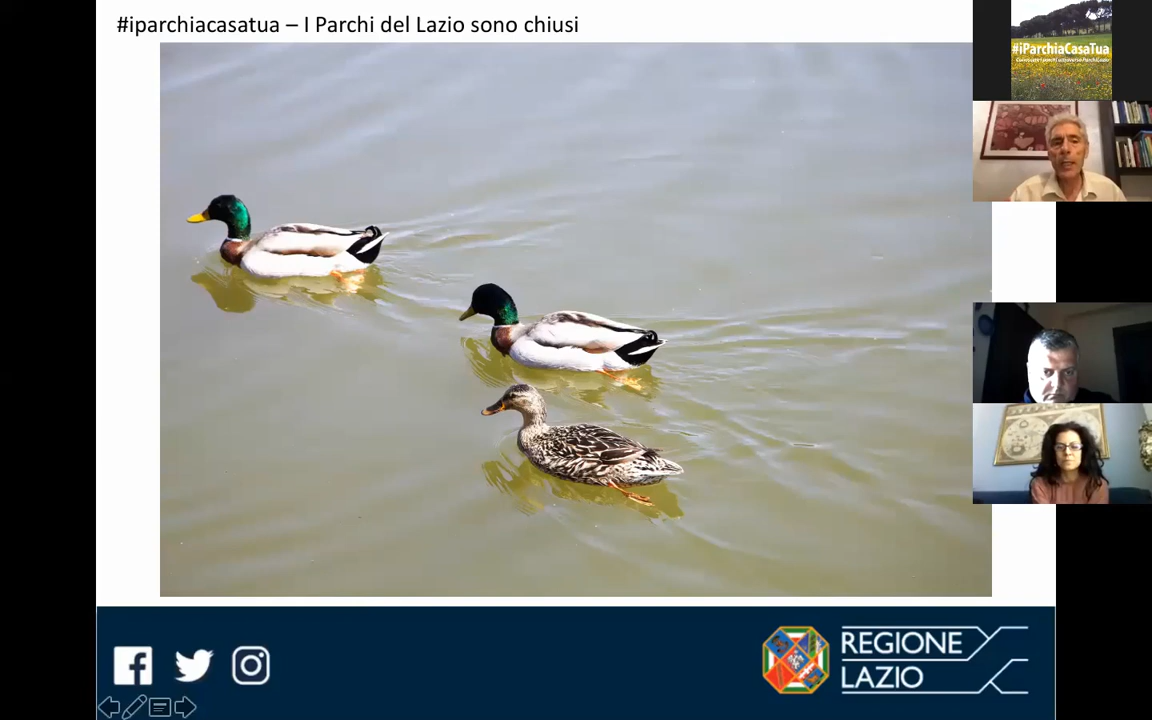 #iparchiacasatua – I Parchi del Lazio sono chiusi
#iParchiaCasaTua
REGIONE
LAZIO